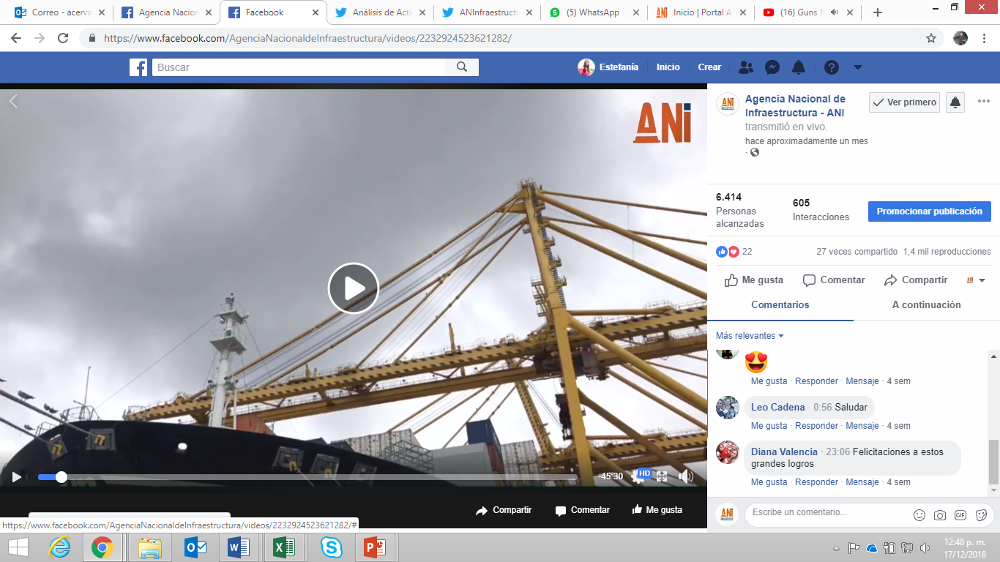 Correo - acerva
Agencia Nacion
Facebook
Análisis de Activ
ANInfraestructu
(5) WhatsApp
Inicio | Portal A
(16) Guns N
https://www.facebook.com/AgenciaNacionaldeInfraestructura/videos/2232924523621282/
Buscar
Estefanía
Inicio
Crear
ANi
Agencia Nacional de
Infraestructura - ANI
transmitió en vivo.
hace aproximadamente un mes
Ver primero
6.414
Personas
alcanzadas
605
Interacciones
Promocionar publicación
22
27 veces compartido 1,4 mil reproducciones
Me gusta
Comentar
Compartir
Comentarios
A continuación
Más relevantes
Me gusta · Responder · Mensaje · 4 sem
Leo Cadena · 0:56 Saludar
Me gusta · Responder · Mensaje · 4 sem
Diana Valencia · 23:06 Felicitaciones a estos
grandes logros
Me gusta · Responder · Mensaje · 4 sem
-45:30
HD
Compartir
Comentar
Me gusta
Escribe un comentario...
GIF
https://www.facebook.com/AgenciaNacionaldeInfraestructura/videos/2232924523621282/#
12:48 p. m.
17/12/2018